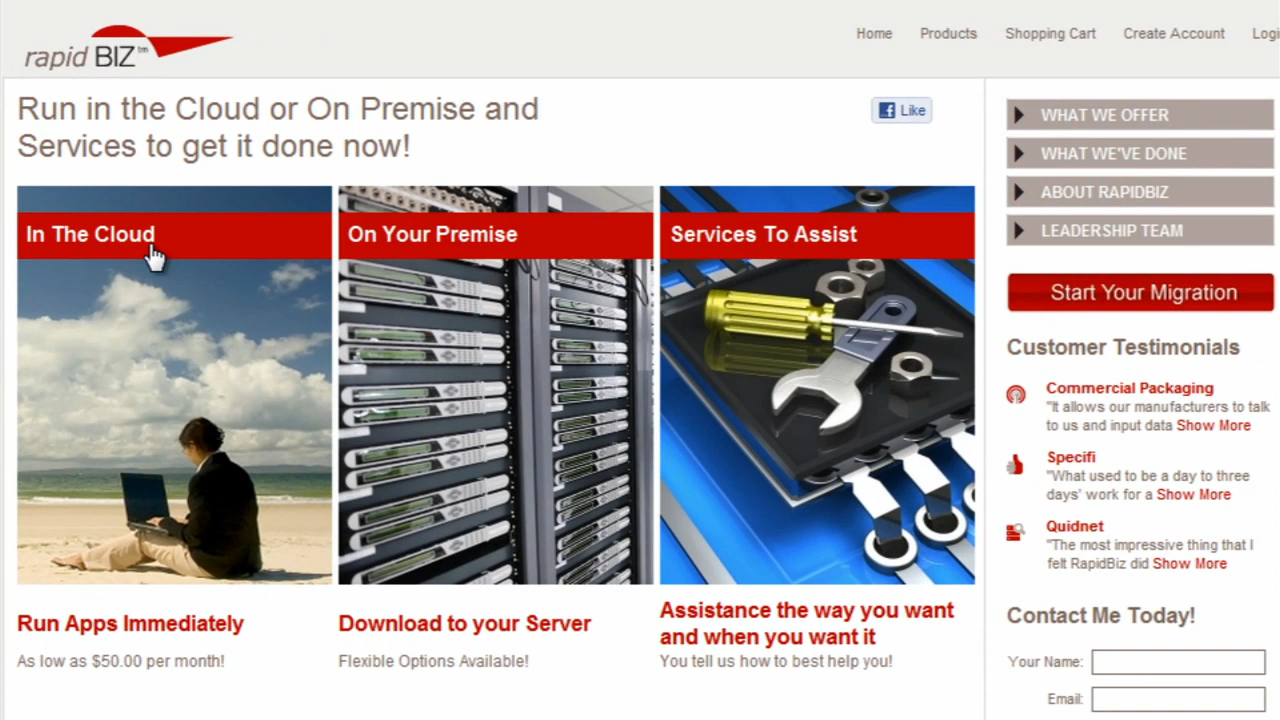 rapid BIZ™
Home Products Shopping Cart Create Account Logi
Run in the Cloud or On Premise and
Services to get it done now!
Like
In The Cloud
On Your Premise
Services To Assist
Run Apps Immediately
As low as $50.00 per month!
Download to your Server
Flexible Options Available!
Assistance the way you want
and when you want it
You tell us how to best help you!
WHAT WE OFFER
WHAT WE'VE DONE
ABOUT RAPIDBIZ
LEADERSHIP TEAM
Start Your Migration
Customer Testimonials
Commercial Packaging
"It allows our manufacturers to talk
to us and input data Show More
Specifi
"What used to be a day to three
days' work for a Show More
Quidnet
"The most impressive thing that I
felt RapidBiz did Show More
Contact Me Today!
Your Name:
Email: